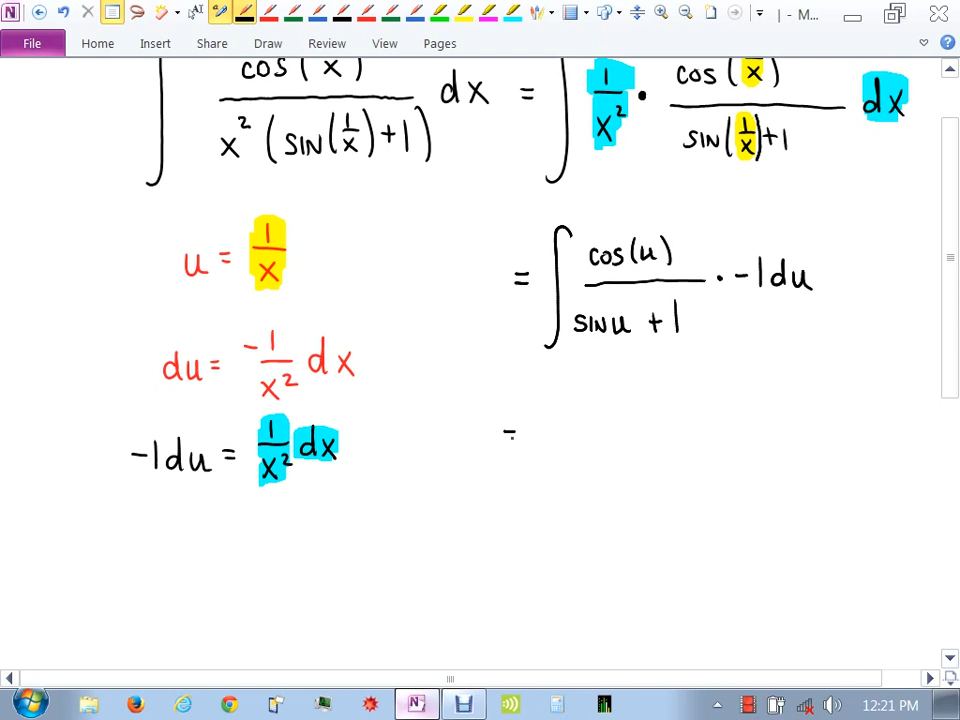 | - M...
File Home Insert Share Draw Review View Pages
∫ cos(1/x) / x² (sin(1/x)+1) dx = ∫ 1/x² • cos(1/x) / sin(1/x)+1 dx
u = 1/x
= ∫ cos(u) / sin u + 1 • -1du
du = -1/x² dx
-1du = 1/x² dx
=
12:21 PM